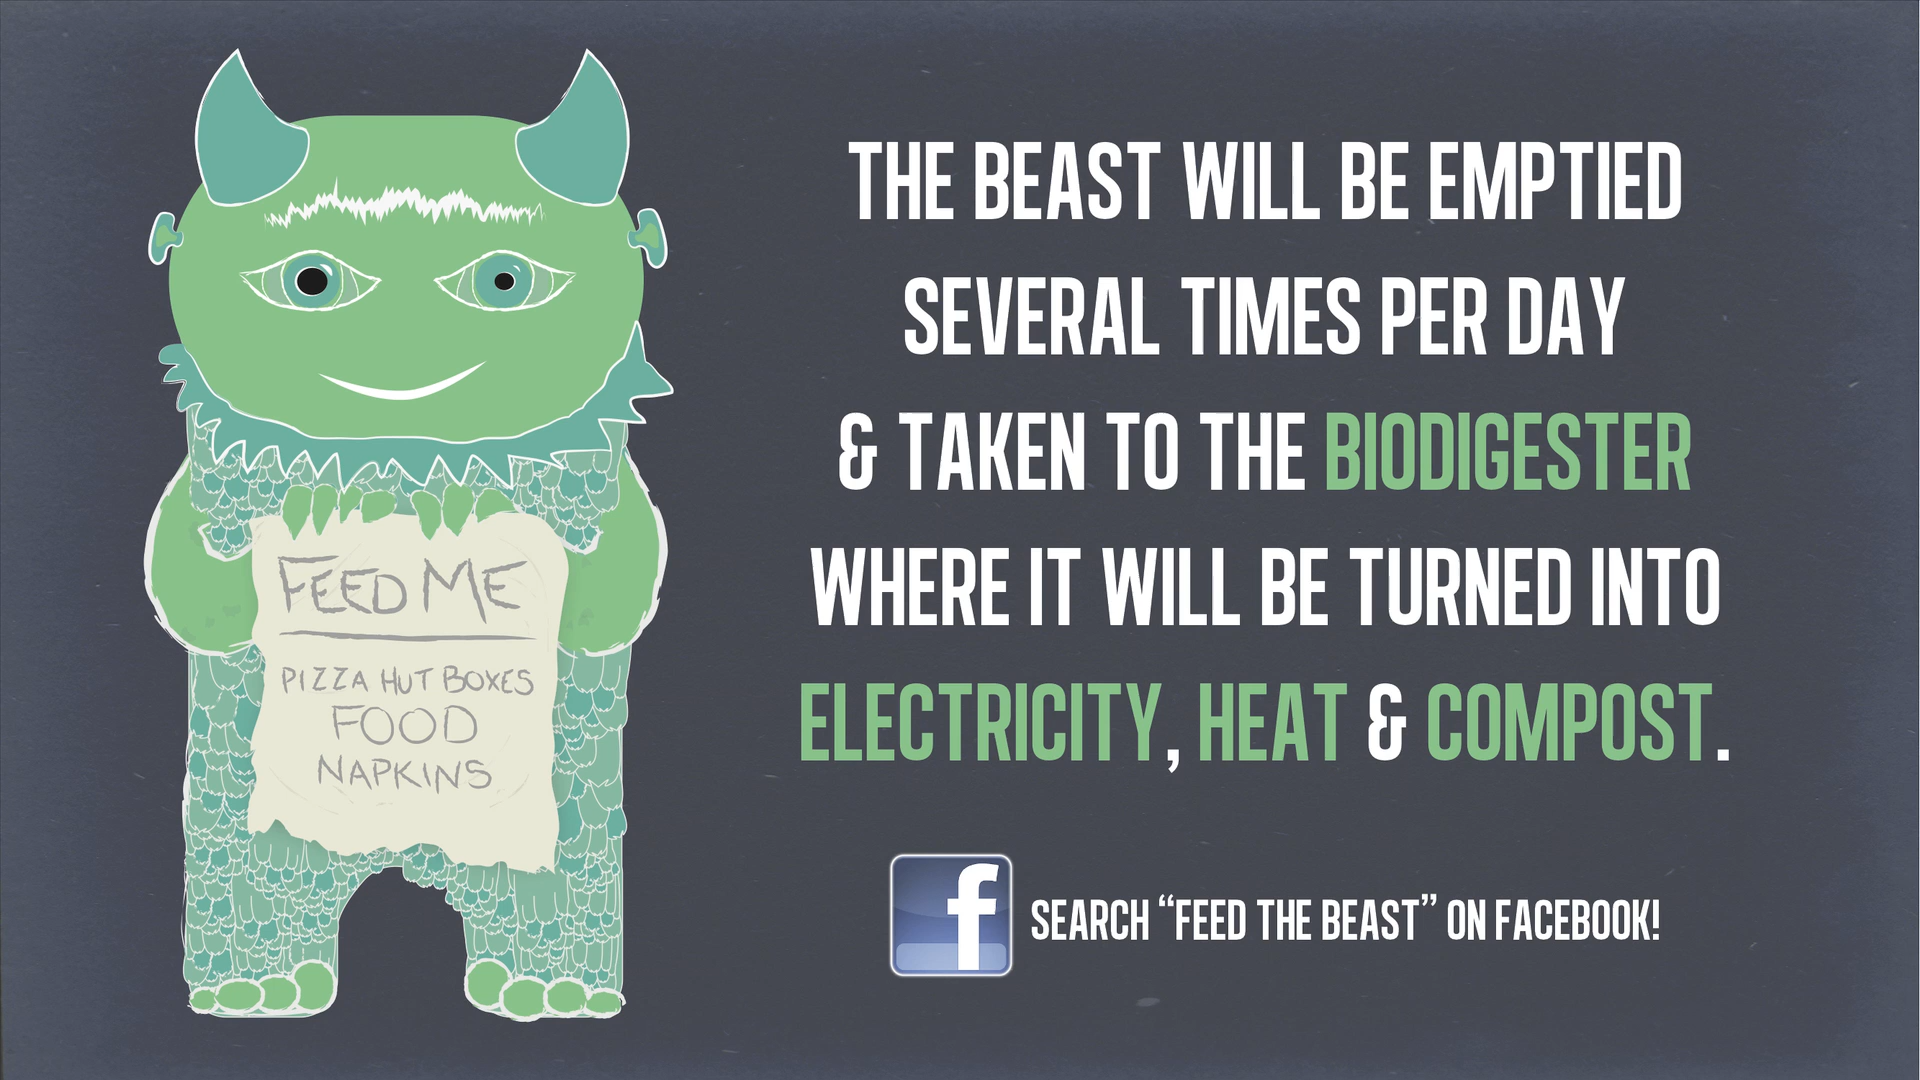 THE BEAST WILL BE EMPTIED
SEVERAL TIMES PER DAY
& TAKEN TO THE BIODIGESTER
WHERE IT WILL BE TURNED INTO
ELECTRICITY, HEAT & COMPOST.
FEED ME
PIZZA HUT BOXES
FOOD
NAPKINS
f
SEARCH “FEED THE BEAST” ON FACEBOOK!